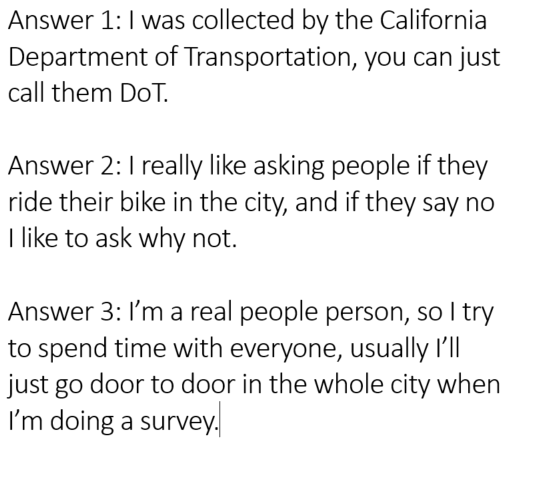 Answer 1: I was collected by the California
Department of Transportation, you can just
call them DoT.
Answer 2: I really like asking people if they
ride their bike in the city, and if they say no
I like to ask why not.
Answer 3: I’m a real people person, so I try
to spend time with everyone, usually I’ll
just go door to door in the whole city when
I’m doing a survey.